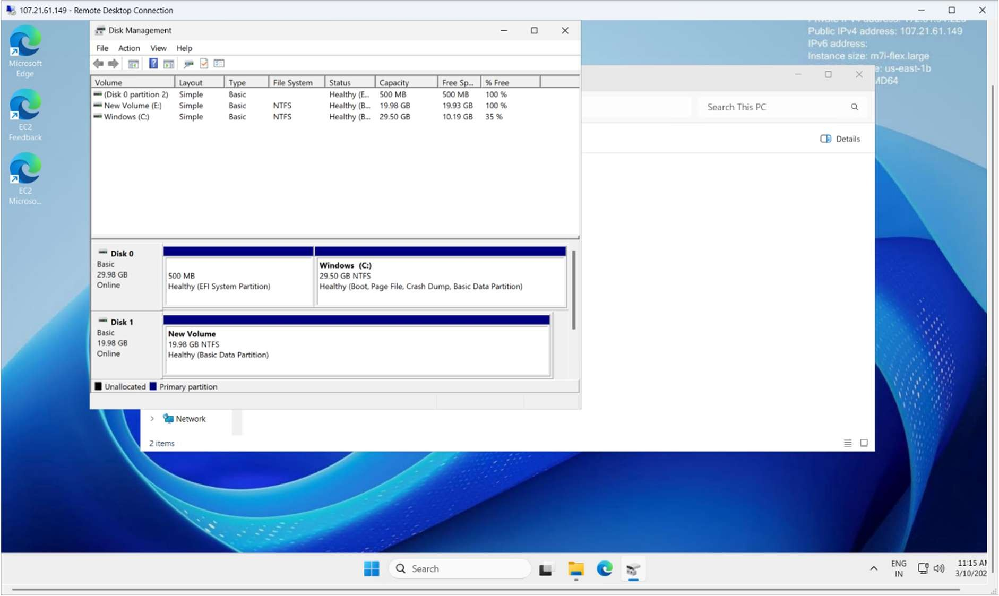 107.21.61.149 - Remote Desktop Connection
Microsoft
Edge
EC2
Feedback
EC2
Microso...
Public IPv4 address: 107.21.61.149
IPv6 address:
Instance size: m7i-flex.large
e: us-east-1b
MD64
Disk Management
File Action View Help
Volume Layout Type File System Status Capacity Free Sp... % Free
(Disk 0 partition 2) Simple Basic Healthy (E... 500 MB 500 MB 100 %
New Volume (E:) Simple Basic NTFS Healthy (B... 19.98 GB 19.93 GB 100 %
Windows (C:) Simple Basic NTFS Healthy (B... 29.50 GB 10.19 GB 35 %
Search This PC
Details
Disk 0
Basic
29.98 GB
Online
500 MB
Healthy (EFI System Partition)
Windows (C:)
29.50 GB NTFS
Healthy (Boot, Page File, Crash Dump, Basic Data Partition)
Disk 1
Basic
19.98 GB
Online
New Volume
19.98 GB NTFS
Healthy (Basic Data Partition)
Unallocated Primary partition
Network
2 items
Search
ENG
IN
11:15 AM
3/10/202